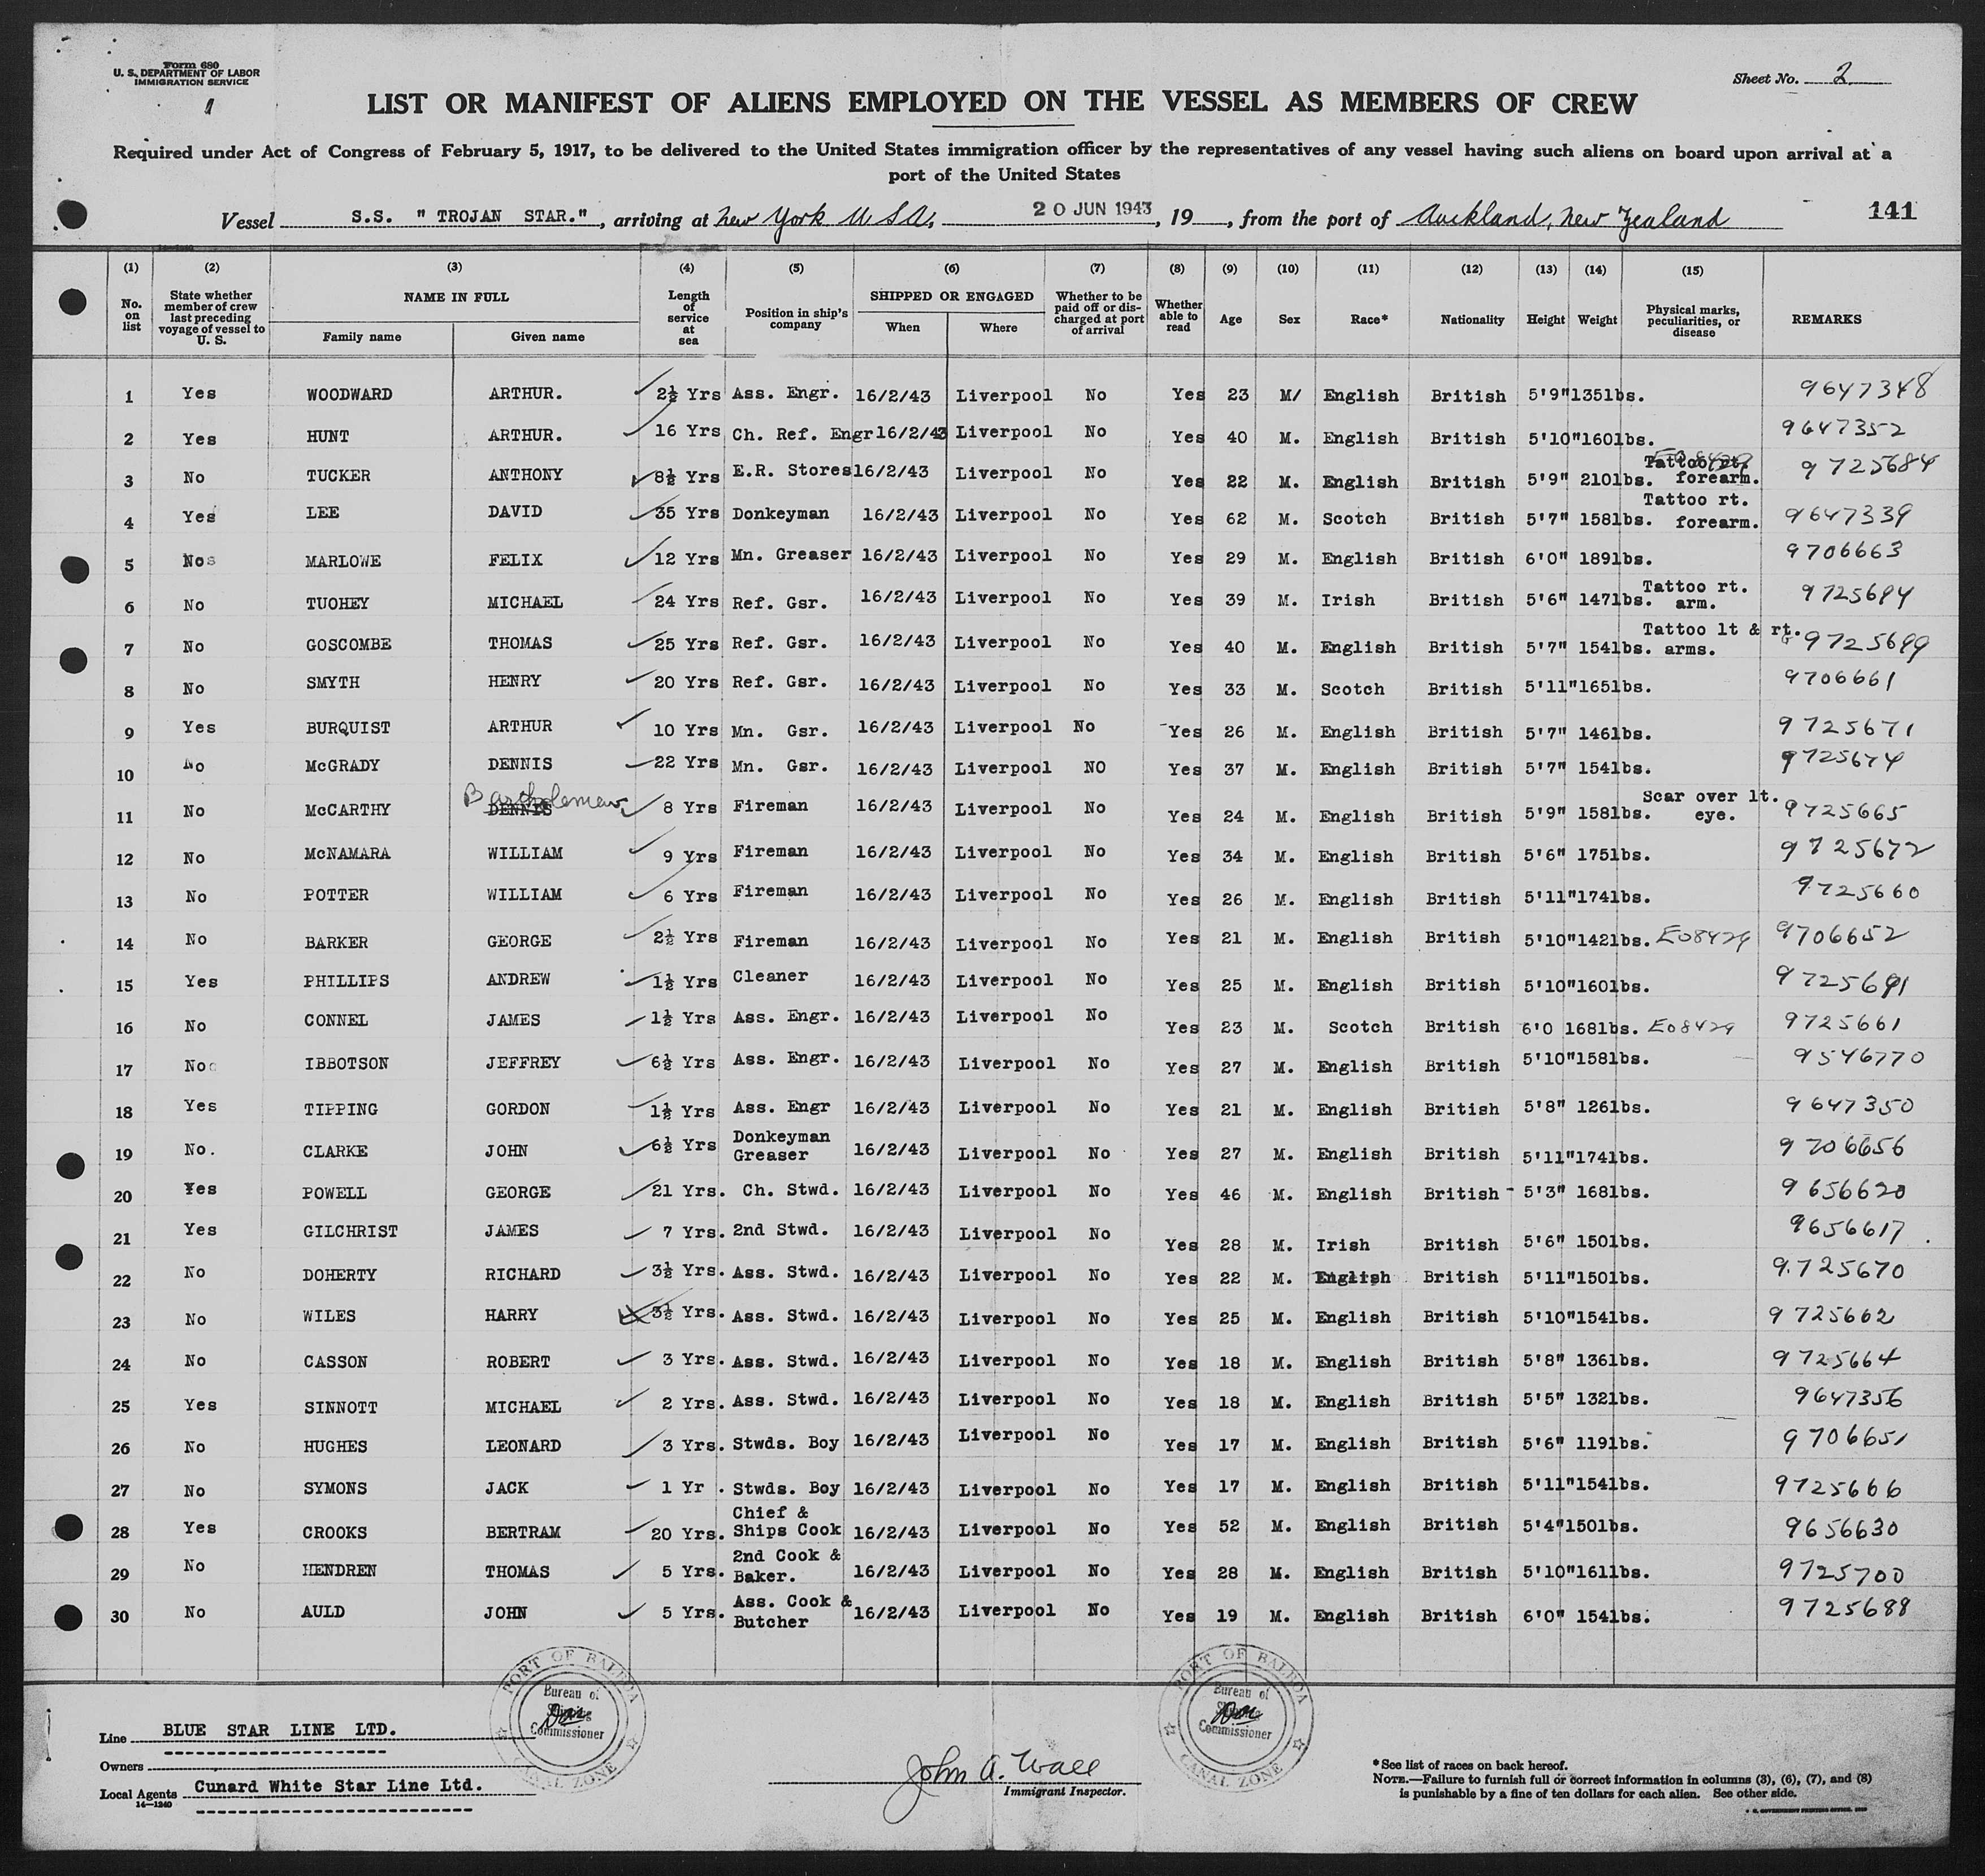 Form 680
U. S. DEPARTMENT OF LABOR
IMMIGRATION SERVICE
1
Sheet No. 2
LIST OR MANIFEST OF ALIENS EMPLOYED ON THE VESSEL AS MEMBERS OF CREW
Required under Act of Congress of February 5, 1917, to be delivered to the United States immigration officer by the representatives of any vessel having such aliens on board upon arrival at a
port of the United States
Vessel S.S. " TROJAN STAR.", arriving at New York USA, 20 JUN 1943, 19 , from the port of Auckland, New Zealand 141
(1) (2) (3) (4) (5) (6) (7) (8) (9) (10) (11) (12) (13) (14) (15)
No. on list State whether member of crew last preceding voyage of vessel to U. S. NAME IN FULL Family name Given name Length of service at sea Position in ship's company SHIPPED OR ENGAGED When Where Whether to be paid off or discharged at port of arrival Whether able to read Age Sex Race* Nationality Height Weight Physical marks, peculiarities, or disease REMARKS
1 Yes WOODWARD ARTHUR. 2½ Yrs Ass. Engr. 16/2/43 Liverpool No Yes 23 M/ English British 5'9" 135lbs. 9647348
2 Yes HUNT ARTHUR. 16 Yrs Ch. Ref. Engr 16/2/43 Liverpool No Yes 40 M. English British 5'10" 160lbs. 9647352
3 No TUCKER ANTHONY 8½ Yrs E.R. Stores 16/2/43 Liverpool No Yes 22 M. English British 5'9" 210lbs. Tattoo rt. forearm. 9725684
4 Yes LEE DAVID 35 Yrs Donkeyman 16/2/43 Liverpool No Yes 62 M. Scotch British 5'7" 158lbs. Tattoo rt. forearm. 9647339
5 No MARLOWE FELIX 12 Yrs Mn. Greaser 16/2/43 Liverpool No Yes 29 M. English British 6'0" 189lbs. 9706663
6 No TUOHEY MICHAEL 24 Yrs Ref. Gsr. 16/2/43 Liverpool No Yes 39 M. Irish British 5'6" 147lbs. Tattoo rt. arm. 9725694
7 No GOSCOMBE THOMAS 25 Yrs Ref. Gsr. 16/2/43 Liverpool No Yes 40 M. English British 5'7" 154lbs. Tattoo lt & rt. arms. 9725699
8 No SMYTH HENRY 20 Yrs Ref. Gsr. 16/2/43 Liverpool No Yes 33 M. Scotch British 5'11" 165lbs. 9706661
9 Yes BURQUIST ARTHUR 10 Yrs Mn. Gsr. 16/2/43 Liverpool No Yes 26 M. English British 5'7" 146lbs. 9725671
10 No McGRADY DENNIS 22 Yrs Mn. Gsr. 16/2/43 Liverpool NO Yes 37 M. English British 5'7" 154lbs. 9725674
11 No McCARTHY DENNIS Bartholemew 8 Yrs Fireman 16/2/43 Liverpool No Yes 24 M. English British 5'9" 158lbs. Scar over lt. eye. 9725665
12 No McNAMARA WILLIAM 9 Yrs Fireman 16/2/43 Liverpool No Yes 34 M. English British 5'6" 175lbs. 9725672
13 No POTTER WILLIAM 6 Yrs Fireman 16/2/43 Liverpool No Yes 26 M. English British 5'11" 174lbs. 9725660
14 No BARKER GEORGE 2½ Yrs Fireman 16/2/43 Liverpool No Yes 21 M. English British 5'10" 142lbs. E08429 9706652
15 Yes PHILLIPS ANDREW 1½ Yrs Cleaner 16/2/43 Liverpool No Yes 25 M. English British 5'10" 160lbs. 9725691
16 No CONNEL JAMES 1½ Yrs Ass. Engr. 16/2/43 Liverpool No Yes 23 M. Scotch British 6'0 168lbs. E08429 9725661
17 No IBBOTSON JEFFREY 6½ Yrs Ass. Engr. 16/2/43 Liverpool No Yes 27 M. English British 5'10" 158lbs. 9546770
18 Yes TIPPING GORDON 1½ Yrs Ass. Engr 16/2/43 Liverpool No Yes 21 M. English British 5'8" 126lbs. 9647350
19 No. CLARKE JOHN 6½ Yrs Donkeyman Greaser 16/2/43 Liverpool No Yes 27 M. English British 5'11" 174lbs. 9706656
20 Yes POWELL GEORGE 21 Yrs. Ch. Stwd. 16/2/43 Liverpool No Yes 46 M. English British 5'3" 168lbs. 9656620
21 Yes GILCHRIST JAMES 7 Yrs. 2nd Stwd. 16/2/43 Liverpool No Yes 28 M. Irish British 5'6" 150lbs. 9656617
22 No DOHERTY RICHARD 3½ Yrs. Ass. Stwd. 16/2/43 Liverpool No Yes 22 M. English British 5'11" 150lbs. 9725670
23 No WILES HARRY 3½ Yrs. Ass. Stwd. 16/2/43 Liverpool No Yes 25 M. English British 5'10" 154lbs. 9725662
24 No CASSON ROBERT 3 Yrs. Ass. Stwd. 16/2/43 Liverpool No Yes 18 M. English British 5'8" 136lbs. 9725664
25 Yes SINNOTT MICHAEL 2 Yrs. Ass. Stwd. 16/2/43 Liverpool No Yes 18 M. English British 5'5" 132lbs. 9647356
26 No HUGHES LEONARD 3 Yrs. Stwds. Boy 16/2/43 Liverpool No Yes 17 M. English British 5'6" 119lbs. 9706651
27 No SYMONS JACK 1 Yr . Stwds. Boy 16/2/43 Liverpool No Yes 17 M. English British 5'11" 154lbs. 9725666
28 Yes CROOKS BERTRAM 20 Yrs. Chief & Ships Cook 16/2/43 Liverpool No Yes 52 M. English British 5'4" 150lbs. 9656630
29 No HENDREN THOMAS 5 Yrs. 2nd Cook & Baker. 16/2/43 Liverpool No Yes 28 M. English British 5'10" 161lbs. 9725700
30 No AULD JOHN 5 Yrs. Ass. Cook & Butcher 16/2/43 Liverpool No Yes 19 M. English British 6'0" 154lbs. 9725688
PORT OF BALBOA Bureau of Shipping Commissioner CANAL ZONE
PORT OF BALBOA Bureau of Shipping Commissioner CANAL ZONE
Line BLUE STAR LINE LTD.
Owners
Local Agents Cunard White Star Line Ltd.
14—1240
John A. Wall
Immigrant Inspector.
*See list of races on back hereof.
NOTE.—Failure to furnish full or correct information in columns (3), (6), (7), and (8)
is punishable by a fine of ten dollars for each alien. See other side.